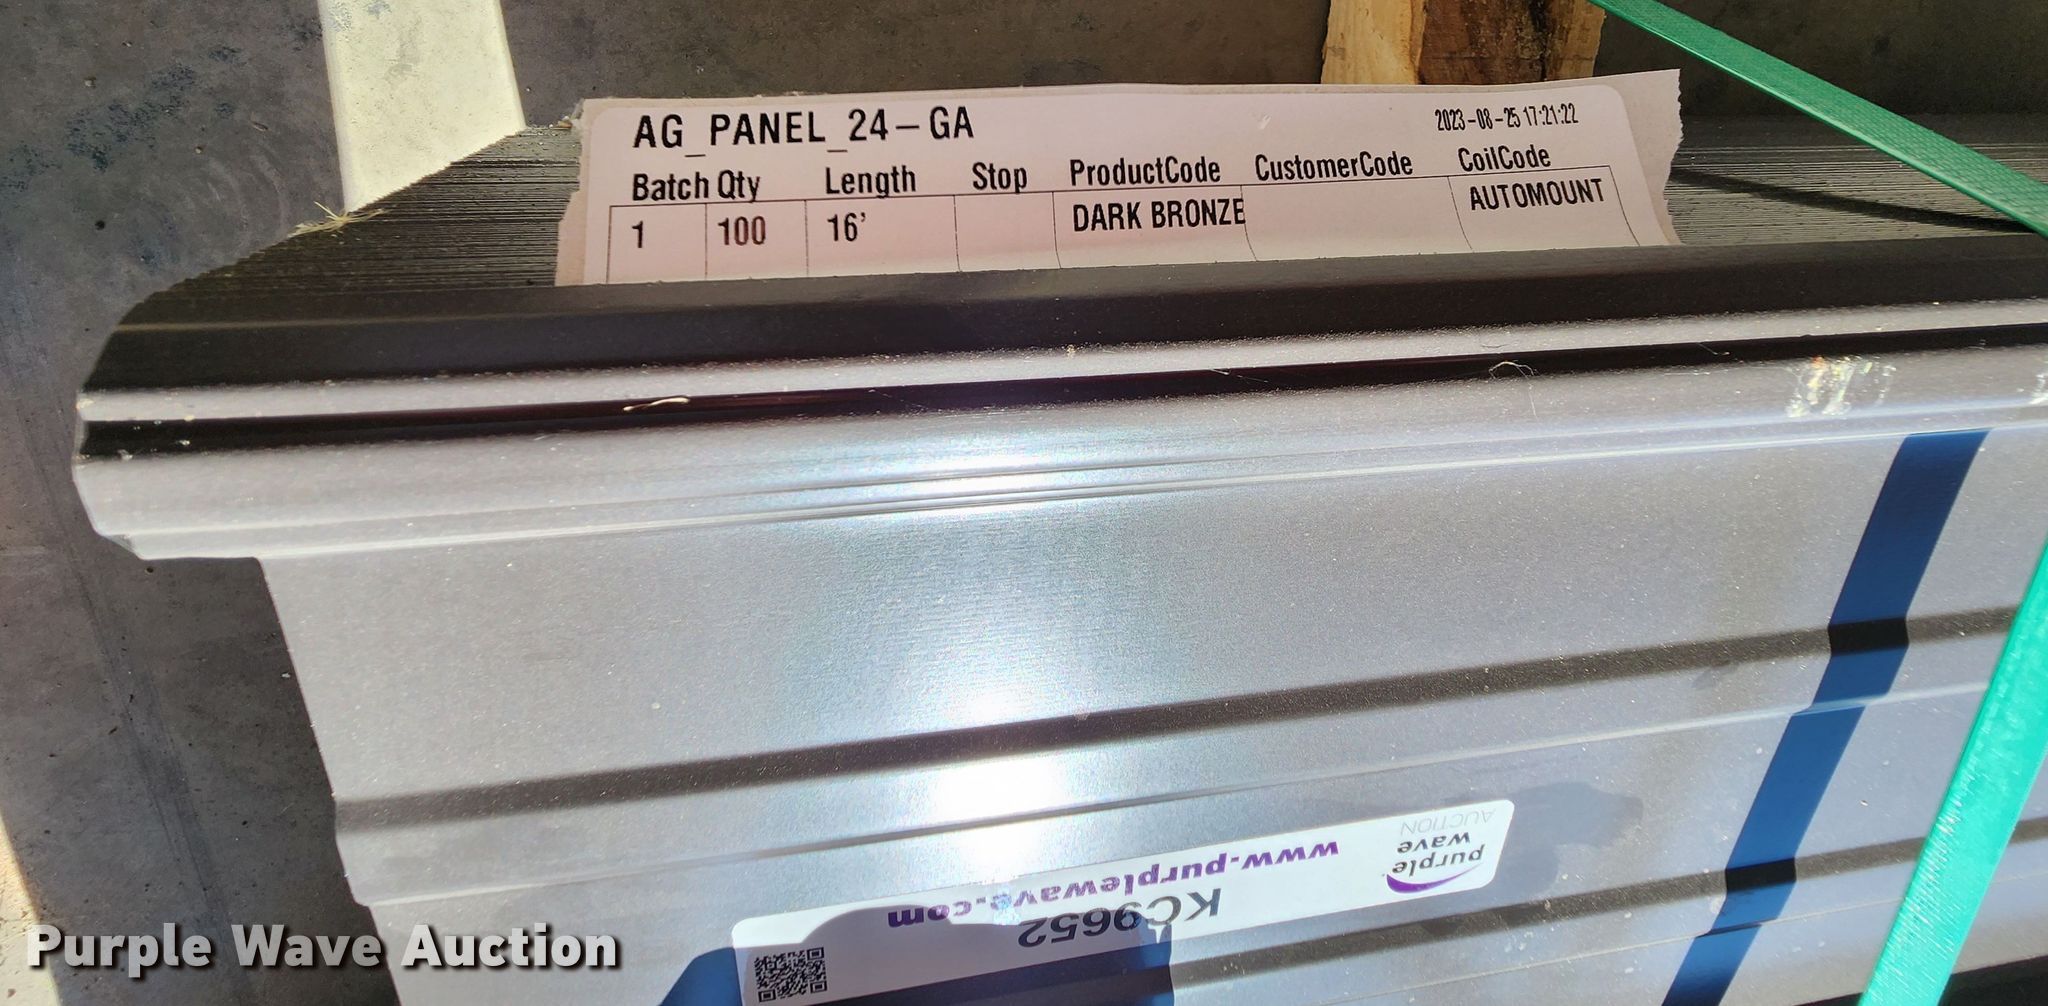 AG_PANEL_24-GA
2023-08-25 17:21:22
Batch Qty Length Stop ProductCode CustomerCode CoilCode
1 100 16' DARK BRONZE AUTOMOUNT
purple wave
AUCTION
www.purplewave.com
KC9652
Purple Wave Auction